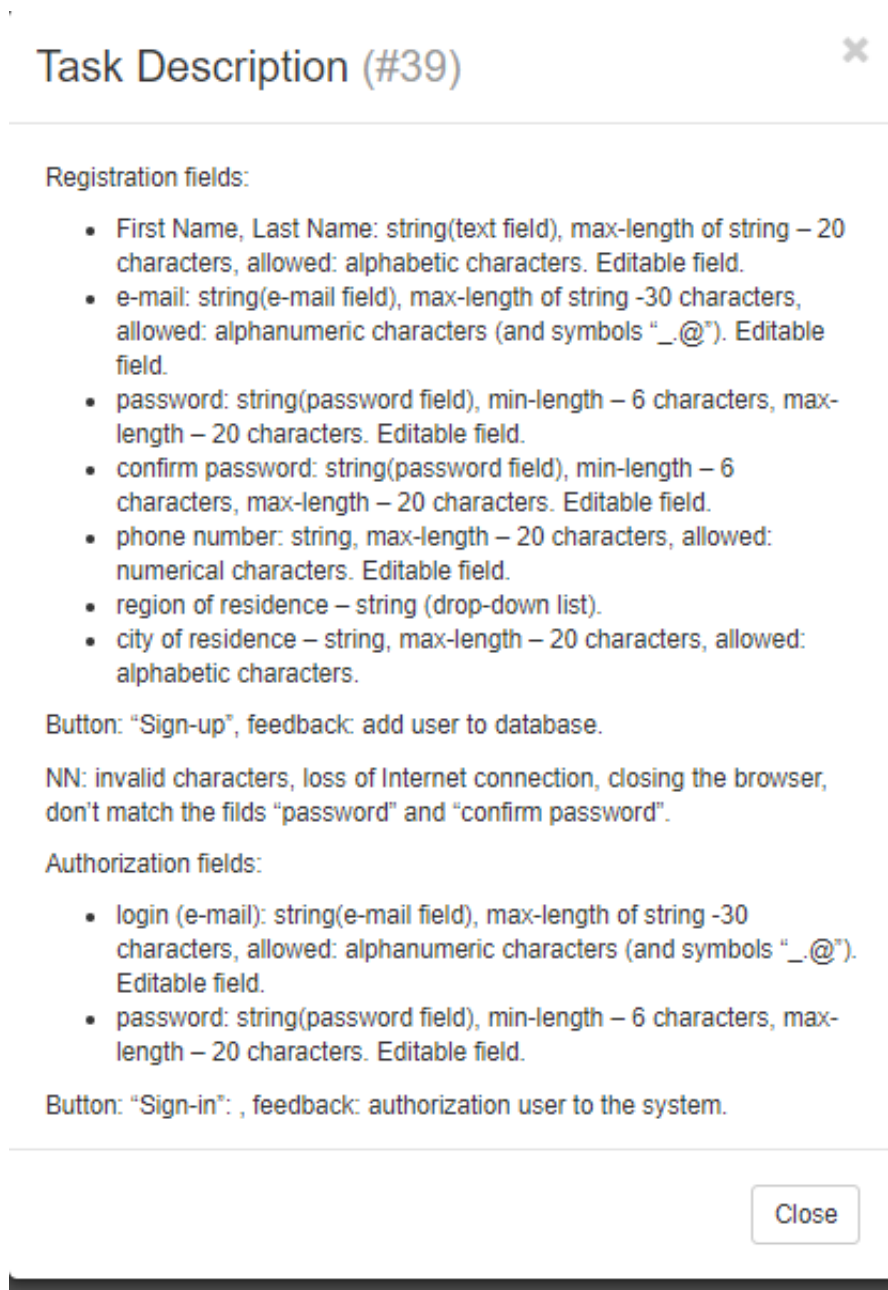 Task Description (#39)
×
Registration fields:
• First Name, Last Name: string(text field), max-length of string – 20
characters, allowed: alphabetic characters. Editable field.
• e-mail: string(e-mail field), max-length of string -30 characters,
allowed: alphanumeric characters (and symbols “_.@”). Editable
field.
• password: string(password field), min-length – 6 characters, max-
length – 20 characters. Editable field.
• confirm password: string(password field), min-length – 6
characters, max-length – 20 characters. Editable field.
• phone number: string, max-length – 20 characters, allowed:
numerical characters. Editable field.
• region of residence – string (drop-down list).
• city of residence – string, max-length – 20 characters, allowed:
alphabetic characters.
Button: “Sign-up”, feedback: add user to database.
NN: invalid characters, loss of Internet connection, closing the browser,
don’t match the filds “password” and “confirm password”.
Authorization fields:
• login (e-mail): string(e-mail field), max-length of string -30
characters, allowed: alphanumeric characters (and symbols “_.@”).
Editable field.
• password: string(password field), min-length – 6 characters, max-
length – 20 characters. Editable field.
Button: “Sign-in”: , feedback: authorization user to the system.
Close